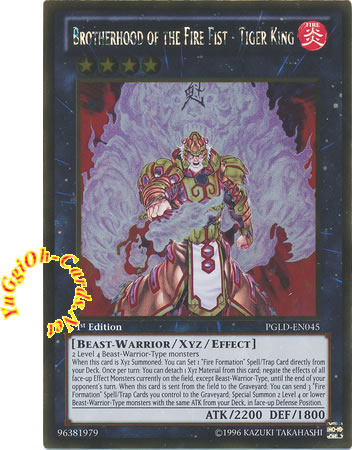 Brotherhood of the Fire Fist - Tiger King
FIRE
炎
魁
YuGgiOh-Cards.Net
1st Edition
PGLD-EN045
[Beast-Warrior/Xyz/Effect]
2 Level 4 Beast-Warrior-Type monsters
When this card is Xyz Summoned: You can Set 1 "Fire Formation" Spell/Trap Card directly from
your Deck. Once per turn: You can detach 1 Xyz Material from this card; negate the effects of all
face-up Effect Monsters currently on the field, except Beast-Warrior-Type, until the end of your
opponent's turn. When this card is sent from the field to the Graveyard: You can send 3 "Fire
Formation" Spell/Trap Cards you control to the Graveyard; Special Summon 2 Level 4 or lower
Beast-Warrior-Type monsters with the same ATK from your Deck, in face-up Defense Position.
ATK/2200 DEF/1800
96381979
©1996 KAZUKI TAKAHASHI